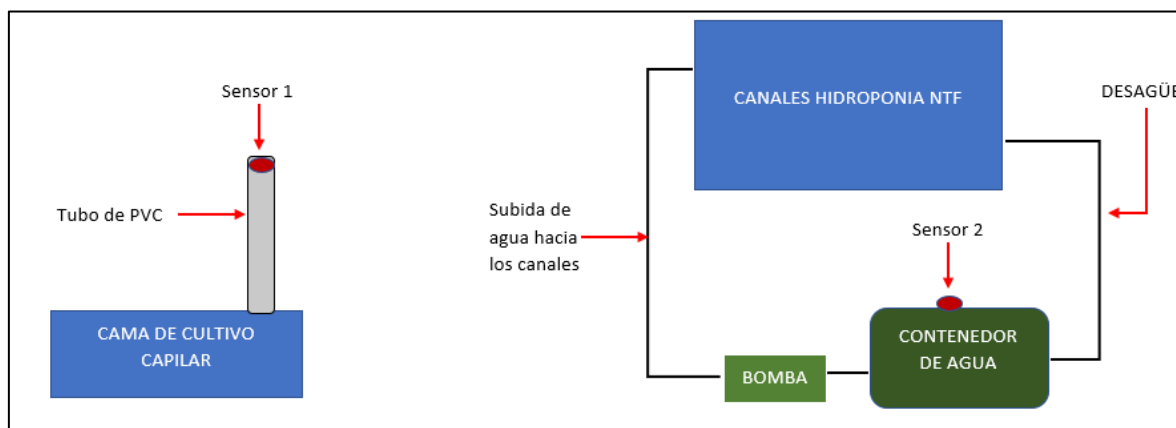 Sensor 1
Tubo de PVC
CAMA DE CULTIVO
CAPILAR
CANALES HIDROPONIA NTF
DESAGÜE
Subida de
agua hacia
los canales
Sensor 2
CONTENEDOR
DE AGUA
BOMBA